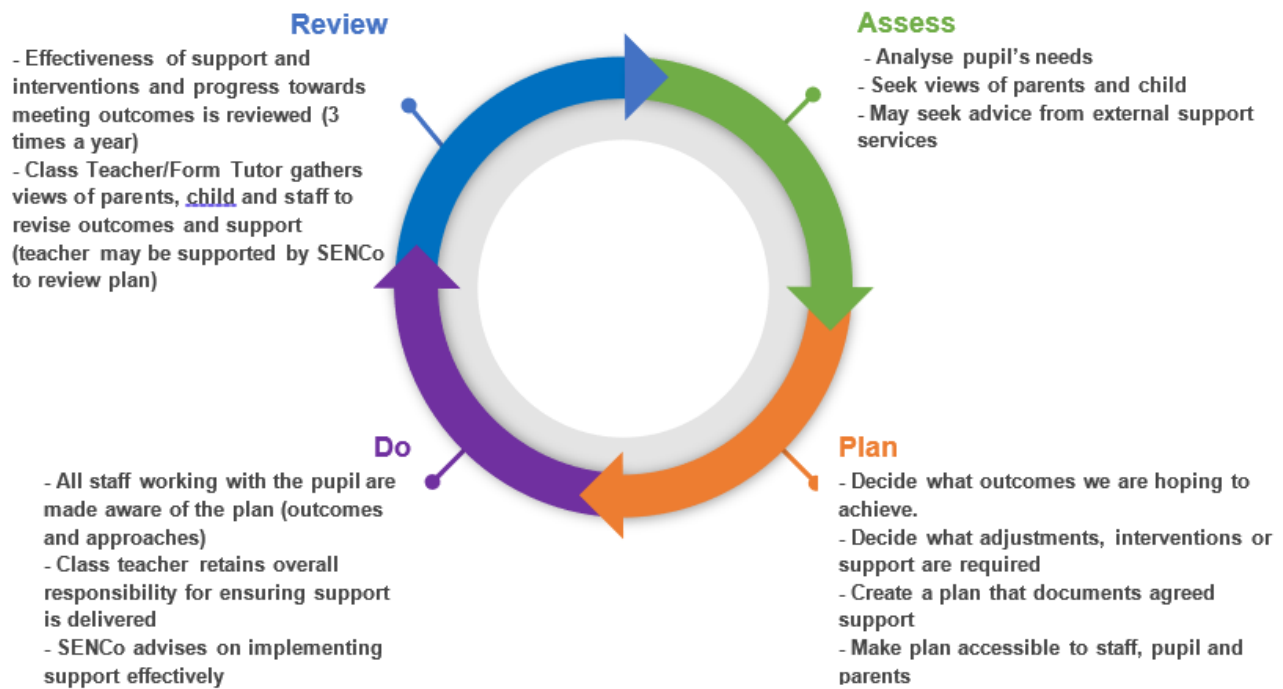 Review
- Effectiveness of support and
interventions and progress towards
meeting outcomes is reviewed (3
times a year)
- Class Teacher/Form Tutor gathers
views of parents, child and staff to
revise outcomes and support
(teacher may be supported by SENCo
to review plan)
Assess
- Analyse pupil's needs
- Seek views of parents and child
- May seek advice from external support
services
Plan
- Decide what outcomes we are hoping to
achieve.
- Decide what adjustments, interventions or
support are required
- Create a plan that documents agreed
support
- Make plan accessible to staff, pupil and
parents
Do
- All staff working with the pupil are
made aware of the plan (outcomes
and approaches)
- Class teacher retains overall
responsibility for ensuring support
is delivered
- SENCo advises on implementing
support effectively